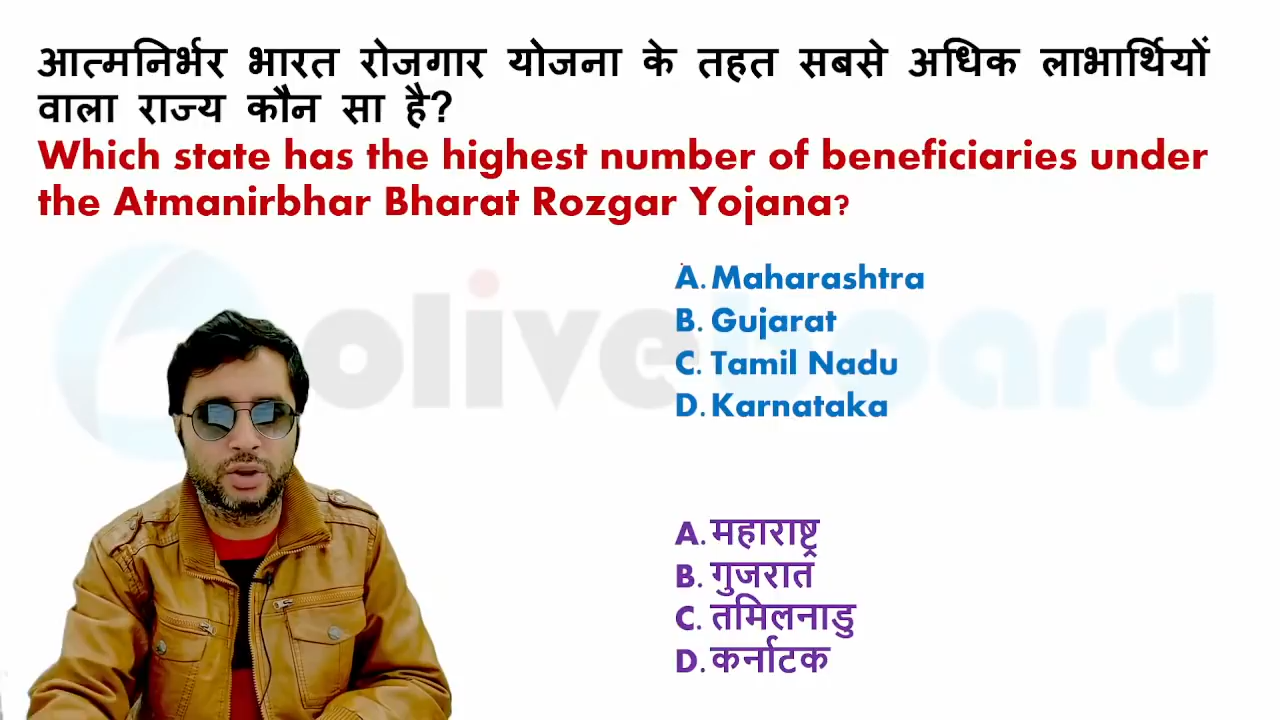 आत्मनिर्भर भारत रोजगार योजना के तहत सबसे अधिक लाभार्थियों
वाला राज्य कौन सा है?
Which state has the highest number of beneficiaries under
the Atmanirbhar Bharat Rozgar Yojana?
oliveboard
A. Maharashtra
B. Gujarat
C. Tamil Nadu
D. Karnataka
A. महाराष्ट्र
B. गुजरात
C. तमिलनाडु
D. कर्नाटक